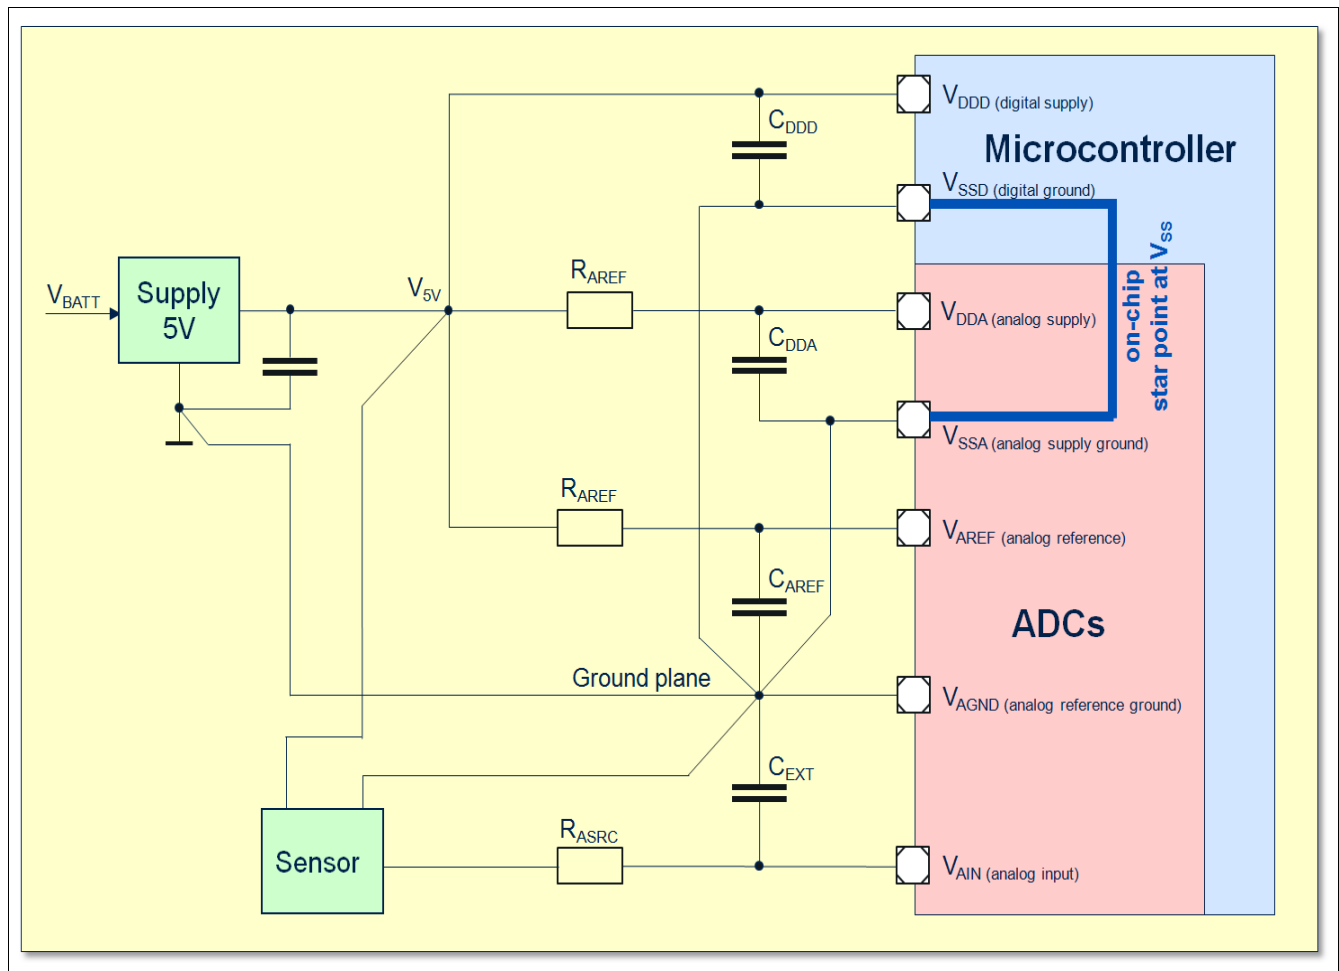 VDDD (digital supply)
CDDD
Microcontroller
VSSD (digital ground)
on-chip
star point at VSS
RAREF
VBATT
Supply
5V
V5V
VDDA (analog supply)
CDDA
VSSA (analog supply ground)
RAREF
VAREF (analog reference)
CAREF
ADCs
Ground plane
VAGND (analog reference ground)
CEXT
RASRC
Sensor
VAIN (analog input)